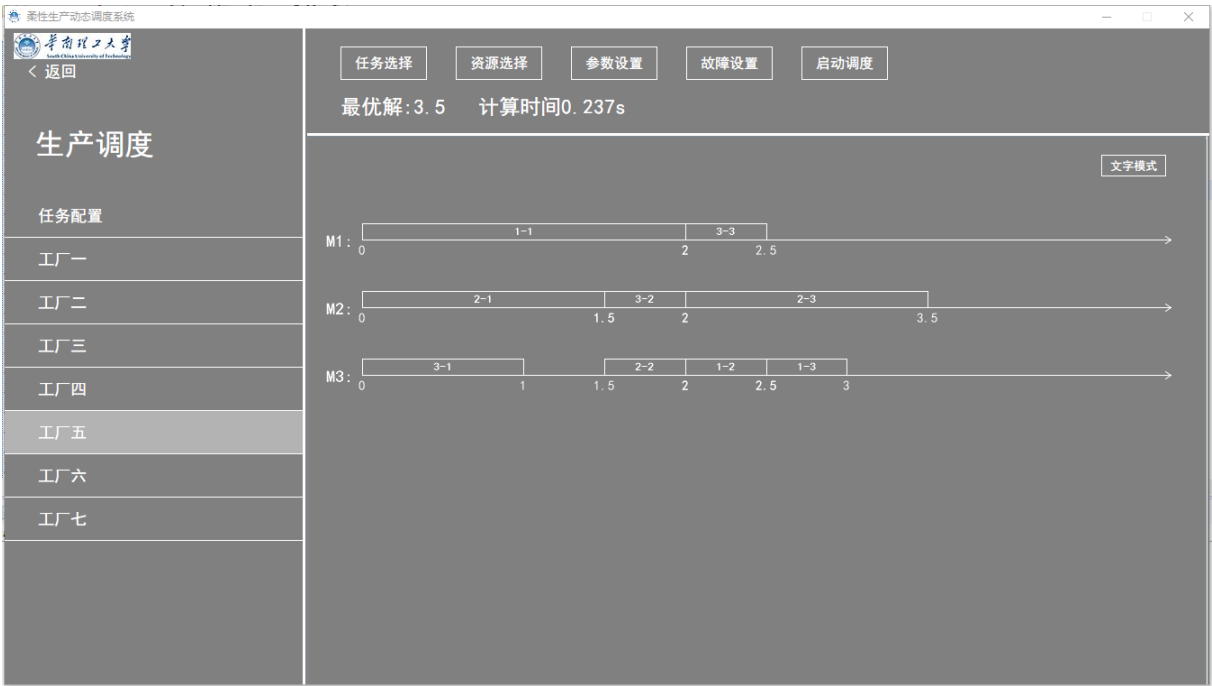 柔性生产动态调度系统
华南理工大学
South China University of Technology
< 返回
生产调度
任务配置
工厂一
工厂二
工厂三
工厂四
工厂五
工厂六
工厂七
任务选择 资源选择 参数设置 故障设置 启动调度
最优解:3.5 计算时间0.237s
文字模式
1-1 3-3
M1:
0 2 2.5
2-1 3-2 2-3
M2:
0 1.5 2 3.5
3-1 2-2 1-2 1-3
M3:
0 1 1.5 2 2.5 3